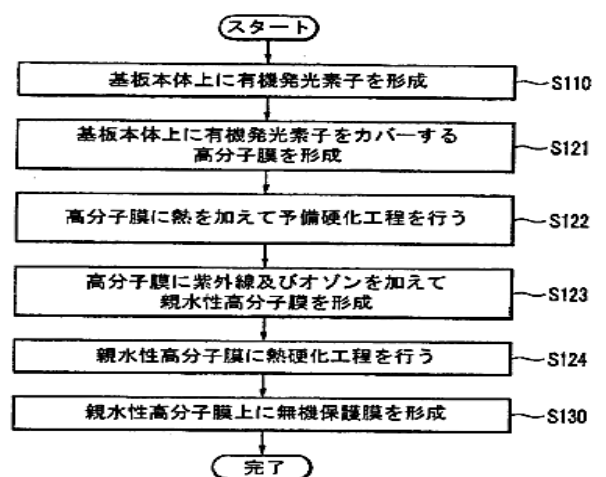 スタート
基板本体上に有機発光素子を形成
S110
基板本体上に有機発光素子をカバーする
高分子膜を形成
S121
高分子膜に熱を加えて予備硬化工程を行う
S122
高分子膜に紫外線及びオゾンを加えて
親水性高分子膜を形成
S123
親水性高分子膜に熱硬化工程を行う
S124
親水性高分子膜上に無機保護膜を形成
S130
完了